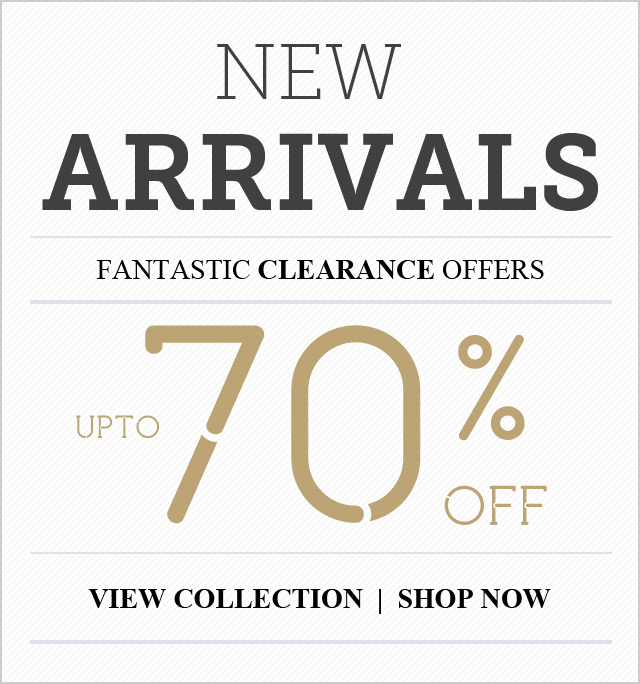 NEW
ARRIVALS
FANTASTIC CLEARANCE OFFERS
UPTO 70% OFF
VIEW COLLECTION | SHOP NOW